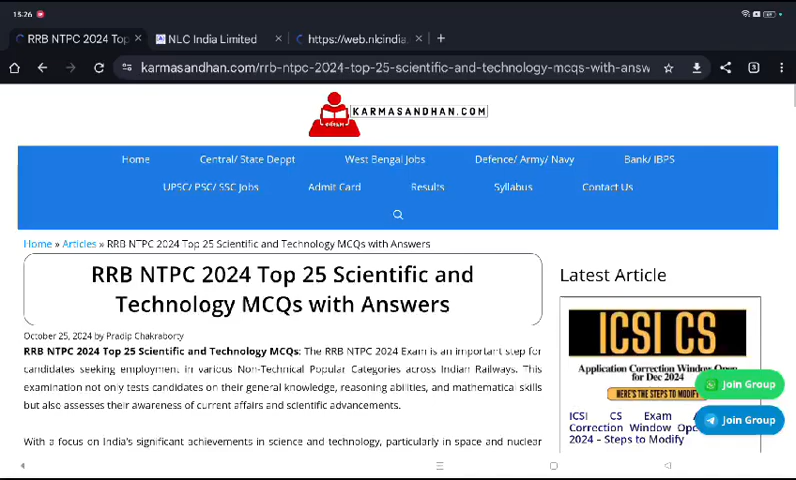 15.26
RRB NTPC 2024 Top
NLC India Limited
https://web.nlcindia.
karmasandhan.com/rrb-ntpc-2024-top-25-scientific-and-technology-mcqs-with-answ
KARMASANDHAN.COM
Home Central/ State Deppt West Bengal Jobs Defence/ Army/ Navy Bank/ IBPS
UPSC/ PSC/ SSC Jobs Admit Card Results Syllabus Contact Us
Home » Articles » RRB NTPC 2024 Top 25 Scientific and Technology MCQs with Answers
RRB NTPC 2024 Top 25 Scientific and
Technology MCQs with Answers
October 25, 2024 by Pradip Chakraborty
RRB NTPC 2024 Top 25 Scientific and Technology MCQs: The RRB NTPC 2024 Exam is an important step for
candidates seeking employment in various Non-Technical Popular Categories across Indian Railways. This
examination not only tests candidates on their general knowledge, reasoning abilities, and mathematical skills
but also assesses their awareness of current affairs and scientific advancements.
With a focus on India's significant achievements in science and technology, particularly in space and nuclear
Latest Article
ICSI CS
Application Correction Window Open
for Dec 2024
HERE'S THE STEPS TO MODIFY
ICSI CS Exam
Correction Window
2024 – Steps to Modify
Join Group
Join Group